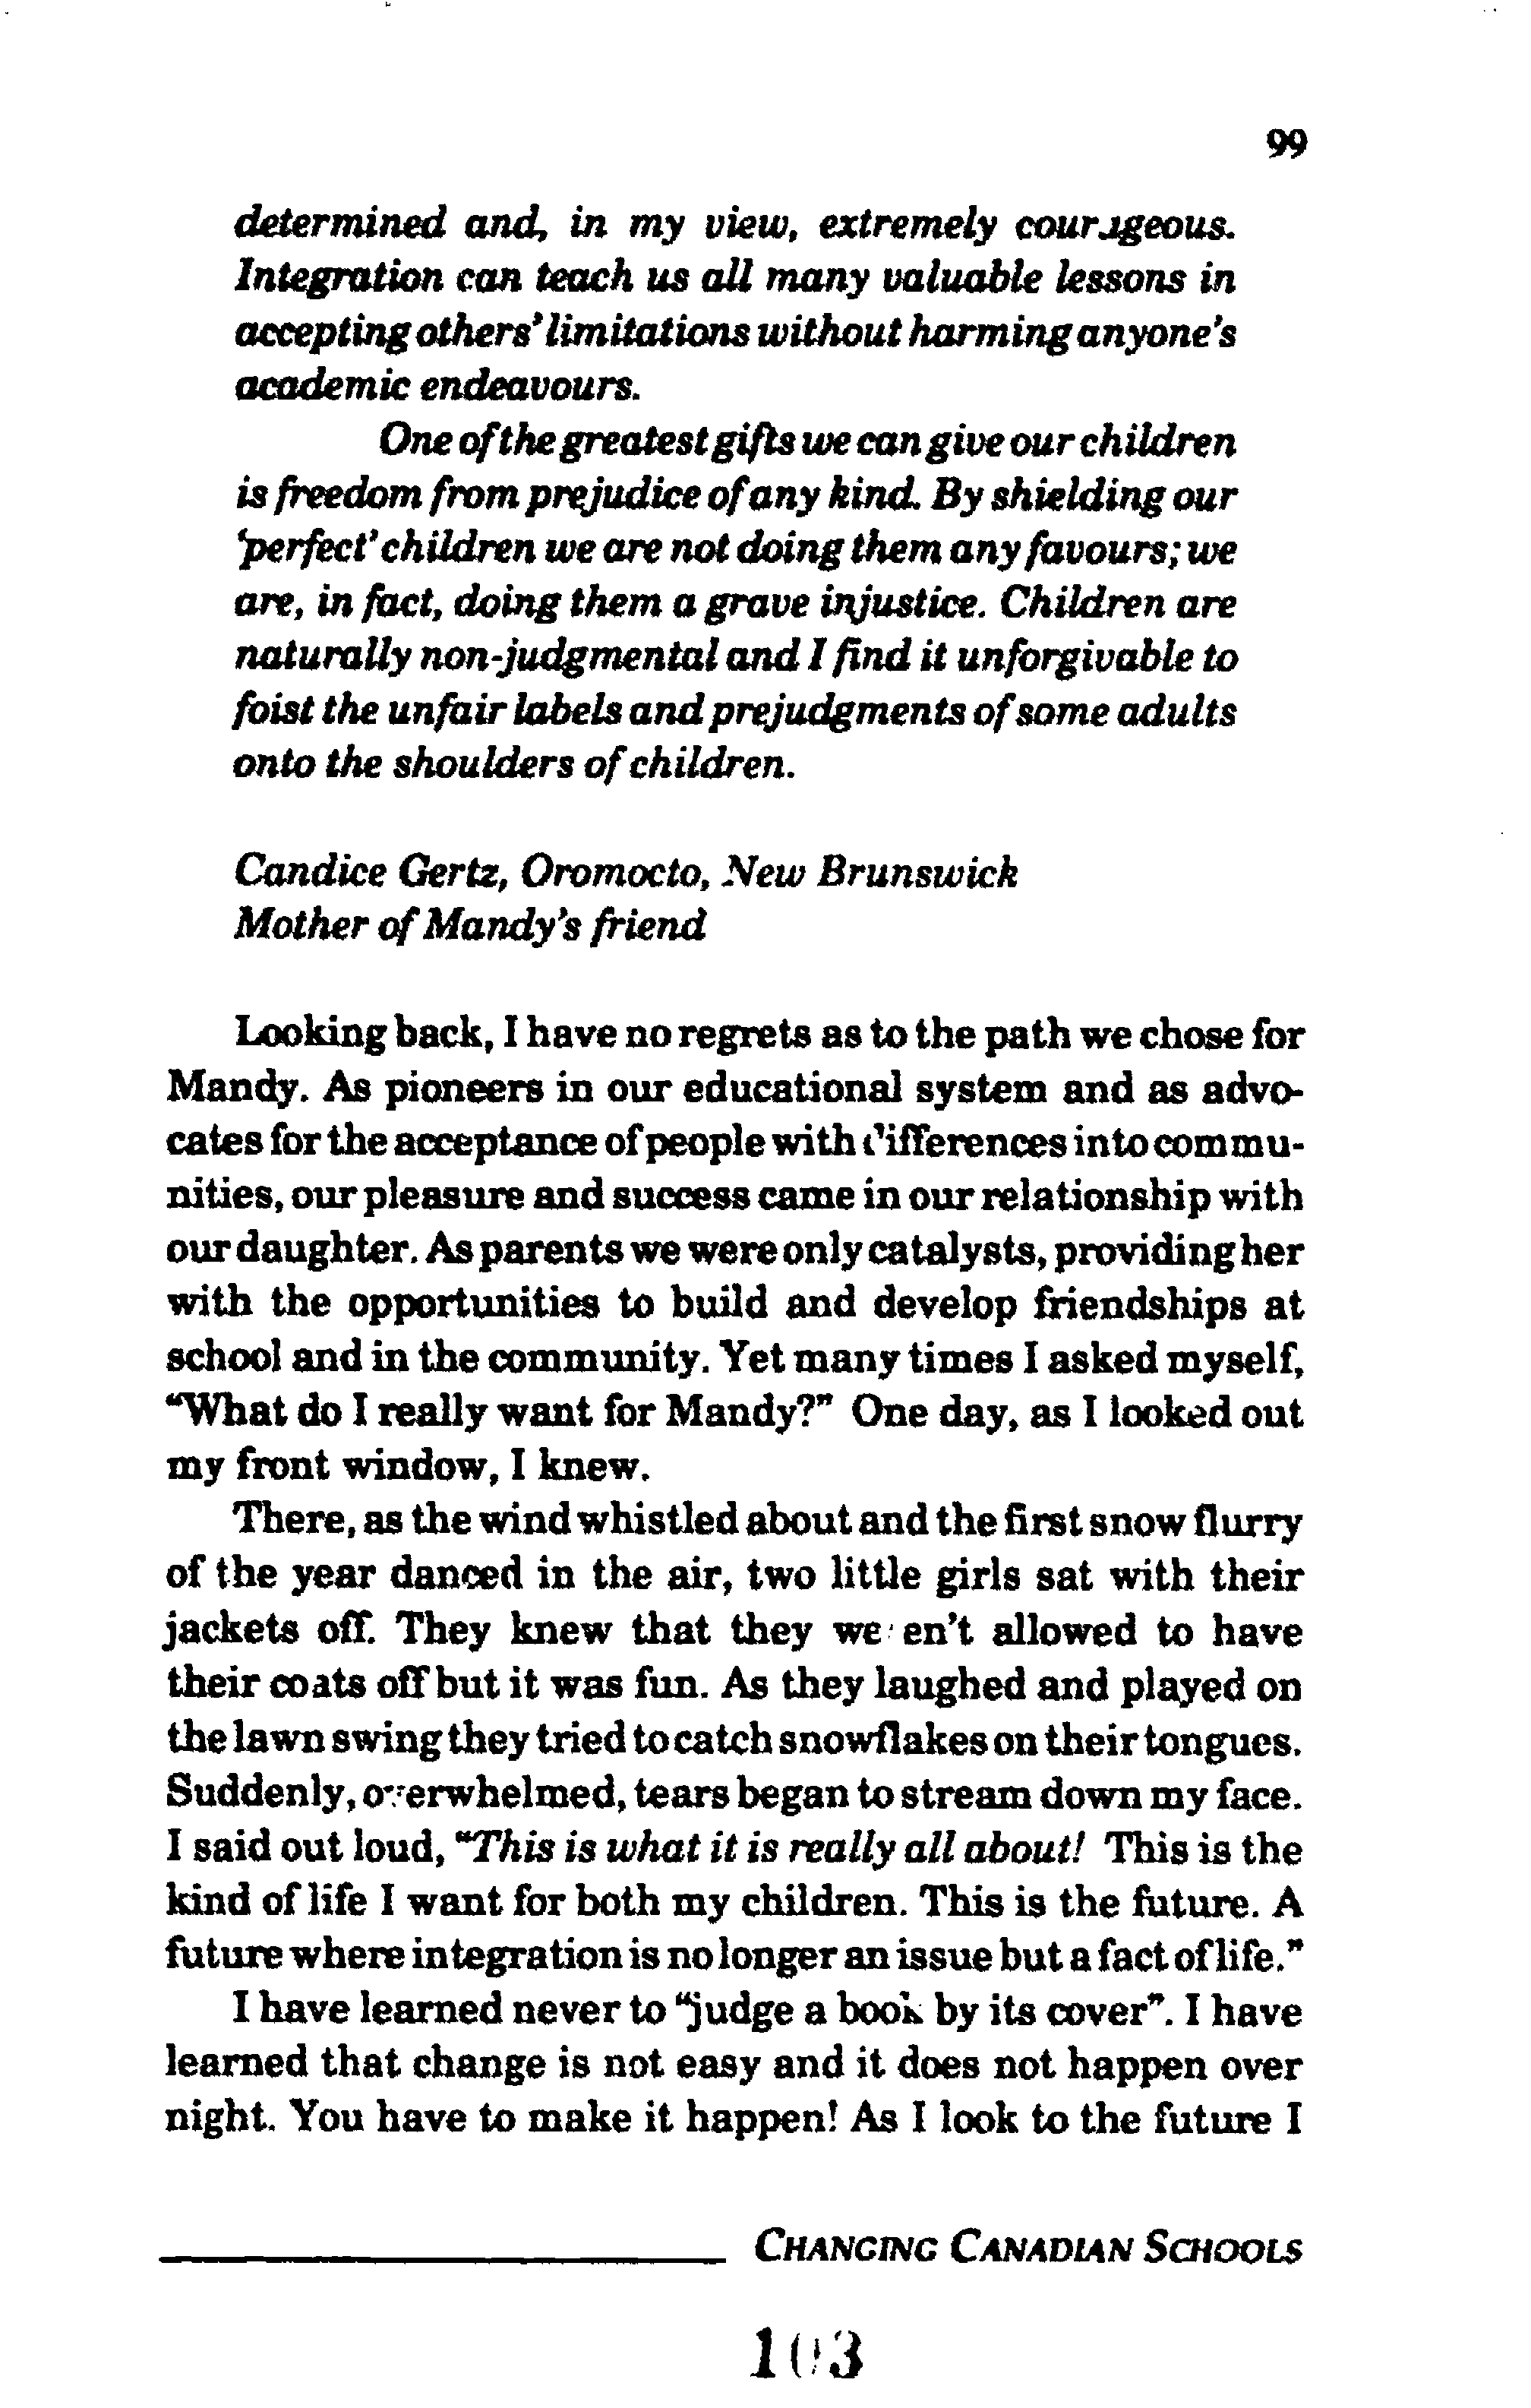 99
determined and, in my view, extremely courageous.
Integration can teach us all many valuable lessons in
accepting others' limitations without harming anyone's
academic endeavours.
One of the greatest gifts we can give our children
is freedom from prejudice of any kind. By shielding our
'perfect' children we are not doing them any favours; we
are, in fact, doing them a grave injustice. Children are
naturally non-judgmental and I find it unforgivable to
foist the unfair labels and prejudgments of some adults
onto the shoulders of children.
Candice Gertz, Oromocto, New Brunswick
Mother of Mandy's friend
Looking back, I have no regrets as to the path we chose for
Mandy. As pioneers in our educational system and as advo-
cates for the acceptance of people with differences into commu-
nities, our pleasure and success came in our relationship with
our daughter. As parents we were only catalysts, providing her
with the opportunities to build and develop friendships at
school and in the community. Yet many times I asked myself,
"What do I really want for Mandy?" One day, as I looked out
my front window, I knew.
There, as the wind whistled about and the first snow flurry
of the year danced in the air, two little girls sat with their
jackets off. They knew that they weren't allowed to have
their coats off but it was fun. As they laughed and played on
the lawn swing they tried to catch snowflakes on their tongues.
Suddenly, overwhelmed, tears began to stream down my face.
I said out loud, "This is what it is really all about! This is the
kind of life I want for both my children. This is the future. A
future where integration is no longer an issue but a fact of life."
I have learned never to "judge a book by its cover". I have
learned that change is not easy and it does not happen over
night. You have to make it happen! As I look to the future I
CHANGING CANADIAN SCHOOLS
103